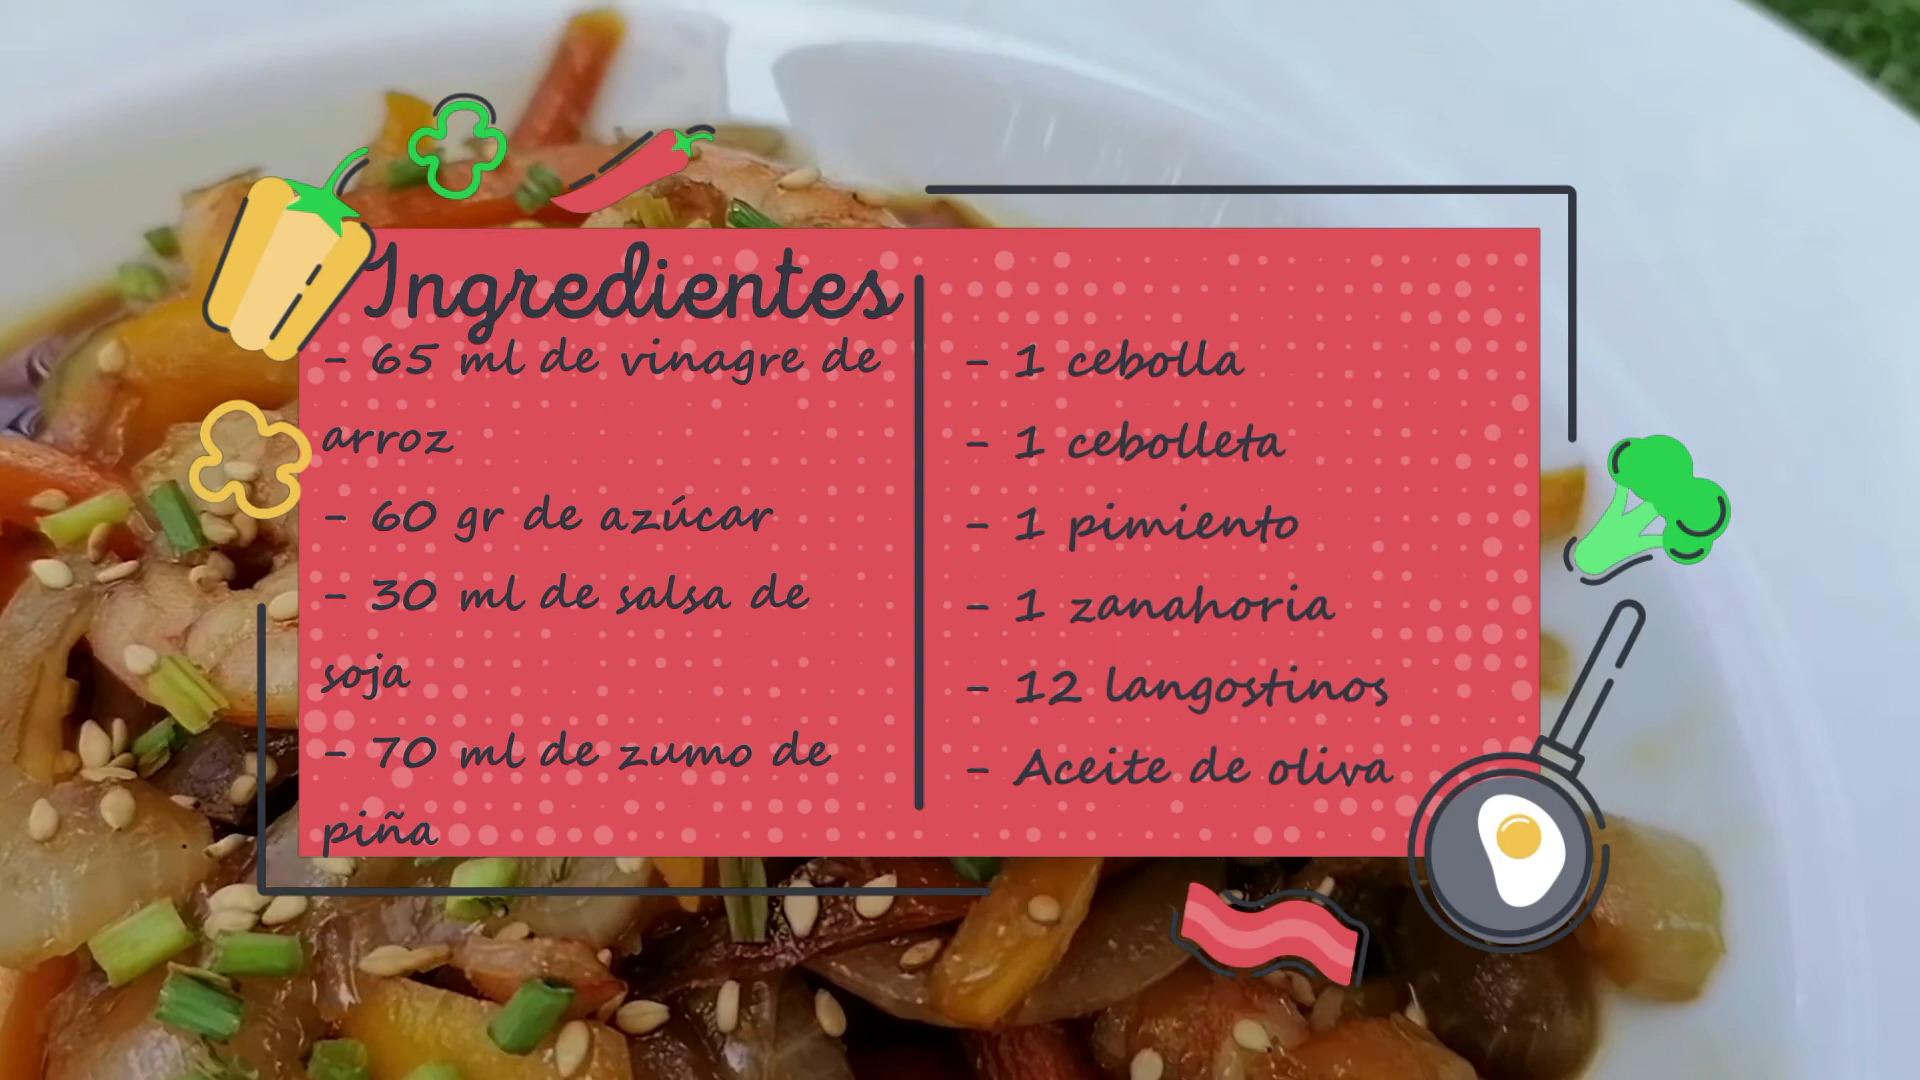 Ingredientes
- 65 ml de vinagre de
arroz
- 60 gr de azúcar
- 30 ml de salsa de
soja
- 70 ml de zumo de
piña
- 1 cebolla
- 1 cebolleta
- 1 pimiento
- 1 zanahoria
- 12 langostinos
- Aceite de oliva